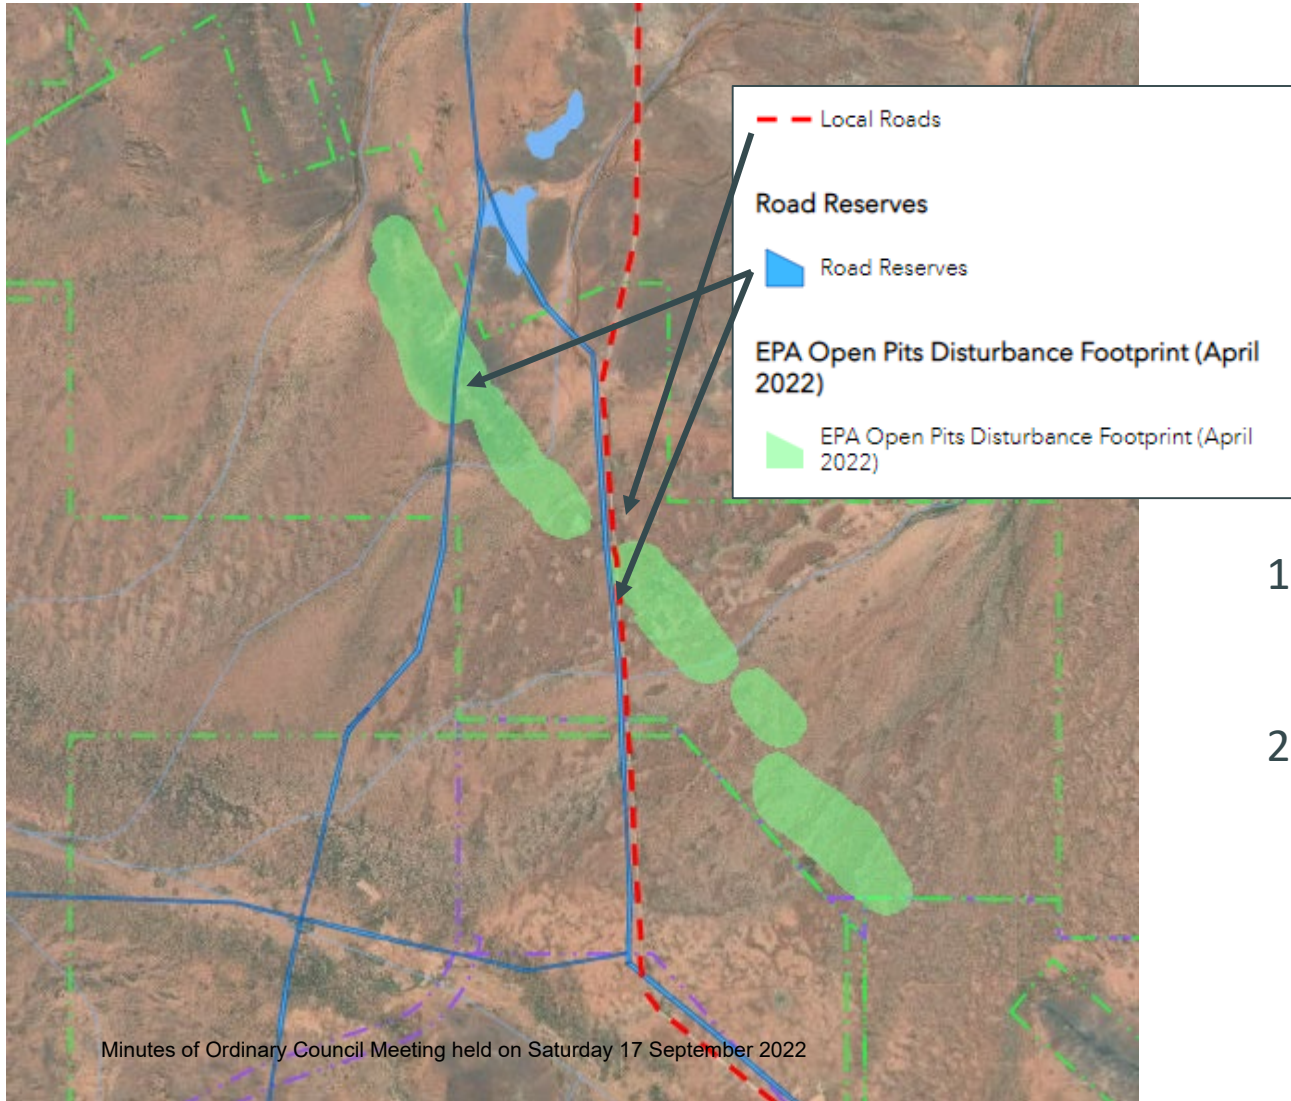 Local Roads
Road Reserves
Road Reserves
EPA Open Pits Disturbance Footprint (April
2022)
EPA Open Pits Disturbance Footprint (April
2022)
1
2
Minutes of Ordinary Council Meeting held on Saturday 17 September 2022